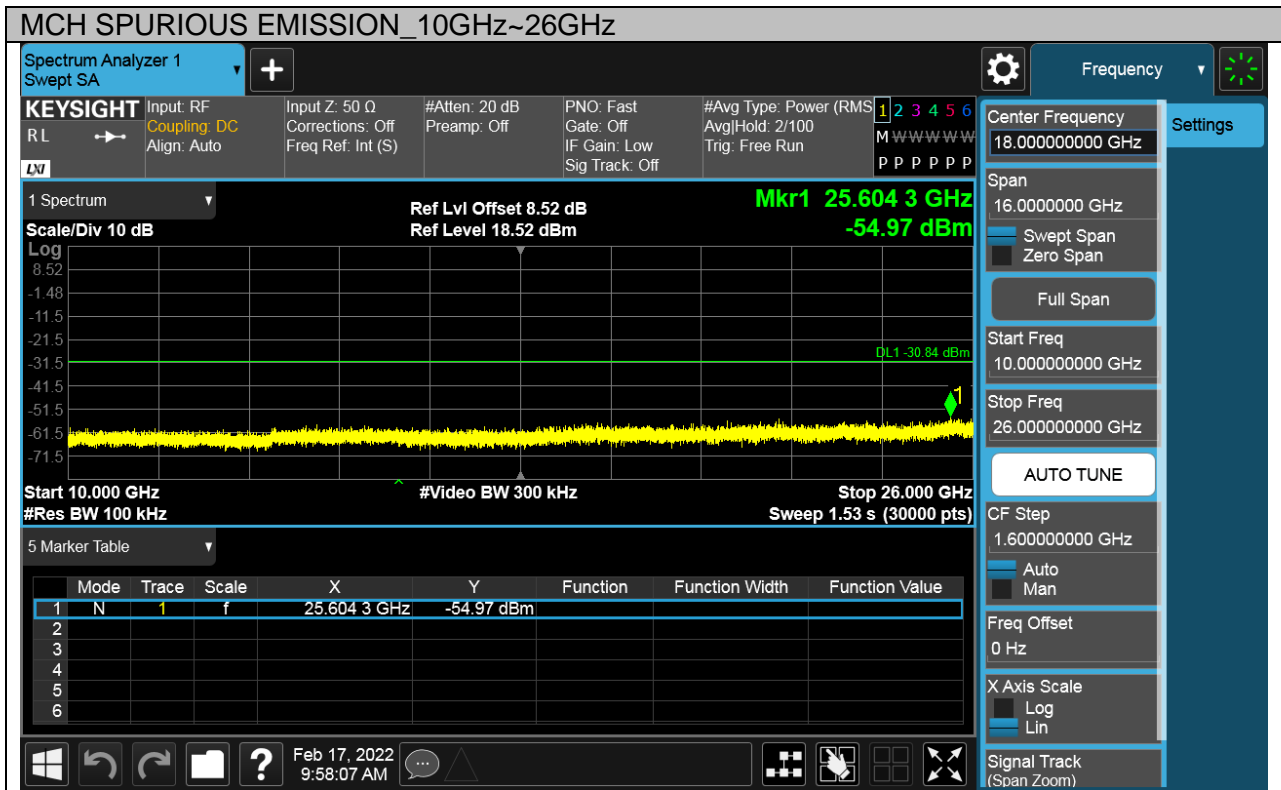 MCH SPURIOUS EMISSION_10GHz~26GHz
Spectrum Analyzer 1
Swept SA
Frequency
KEYSIGHT
RL
LXI
Input: RF
Coupling: DC
Align: Auto
Input Z: 50 Ω
Corrections: Off
Freq Ref: Int (S)
#Atten: 20 dB
Preamp: Off
PNO: Fast
Gate: Off
IF Gain: Low
Sig Track: Off
#Avg Type: Power (RMS
Avg|Hold: 2/100
Trig: Free Run
1 2 3 4 5 6
M W W W W W
P P P P P P
1 Spectrum
Scale/Div 10 dB
Ref Lvl Offset 8.52 dB
Ref Level 18.52 dBm
Mkr1 25.604 3 GHz
-54.97 dBm
Log
8.52
-1.48
-11.5
-21.5
-31.5
-41.5
-51.5
-61.5
-71.5
DL1 -30.84 dBm
1
Start 10.000 GHz
#Video BW 300 kHz
Stop 26.000 GHz
#Res BW 100 kHz
Sweep 1.53 s (30000 pts)
5 Marker Table
Mode Trace Scale X Y Function Function Width Function Value
1 N 1 f 25.604 3 GHz -54.97 dBm
2
3
4
5
6
Feb 17, 2022
9:58:07 AM
Center Frequency
18.000000000 GHz
Settings
Span
16.0000000 GHz
Swept Span
Zero Span
Full Span
Start Freq
10.000000000 GHz
Stop Freq
26.000000000 GHz
AUTO TUNE
CF Step
1.600000000 GHz
Auto
Man
Freq Offset
0 Hz
X Axis Scale
Log
Lin
Signal Track
(Span Zoom)